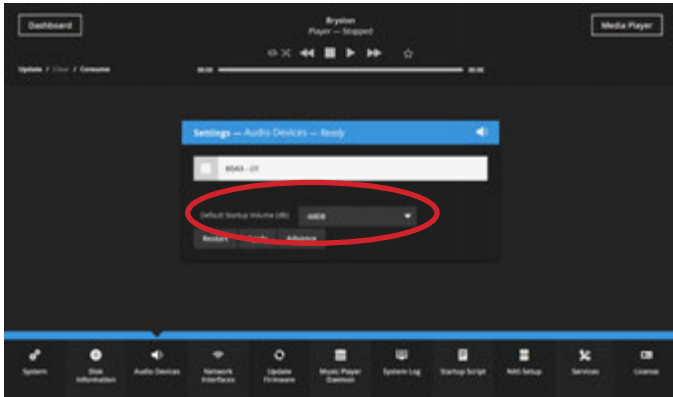 Dashboard
Bryston
Player — Stopped
Media Player
Update / Clear / Consume
00:00
00:00
Settings — Audio Devices — Ready
Default Startup Volume (db)
Restart
Advance
System
Disk Information
Audio Devices
Network Interfaces
Update Firmware
Music Player Daemon
System Log
Startup Script
NAS Setup
Services
License